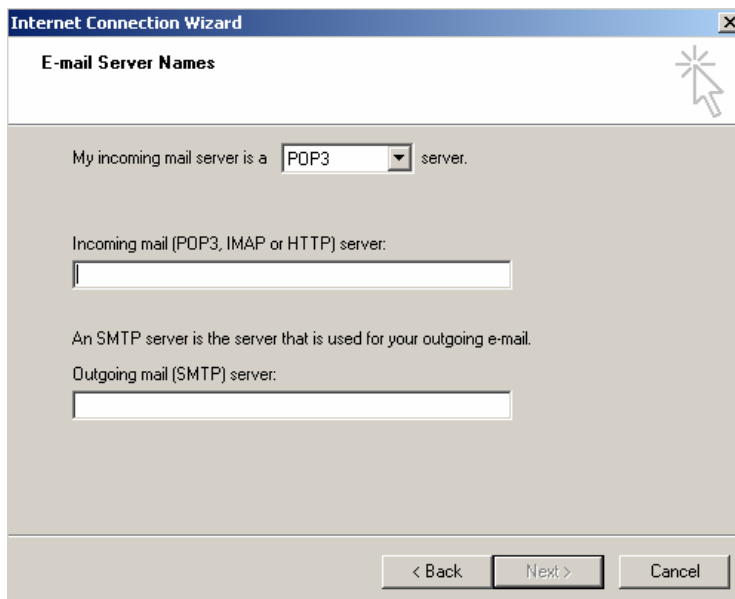 Internet Connection Wizard
E-mail Server Names
My incoming mail server is a POP3 server.
Incoming mail (POP3, IMAP or HTTP) server:
An SMTP server is the server that is used for your outgoing e-mail.
Outgoing mail (SMTP) server:
< Back Next > Cancel